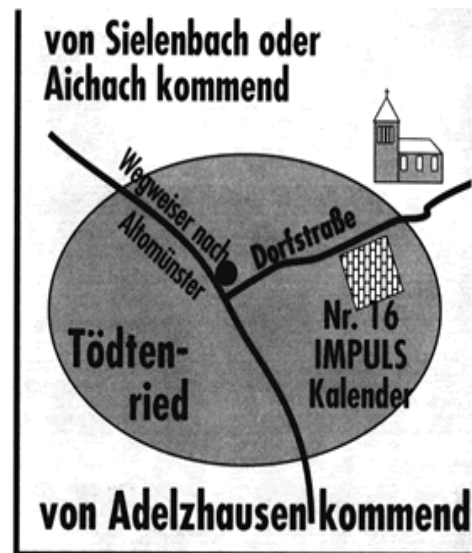 von Sielenbach oder
Aichach kommend
Wegweiser nach
Altomünster
Dorfstraße
Tödten-
ried
Nr. 16
IMPULS
Kalender
von Adelzhausen kommend